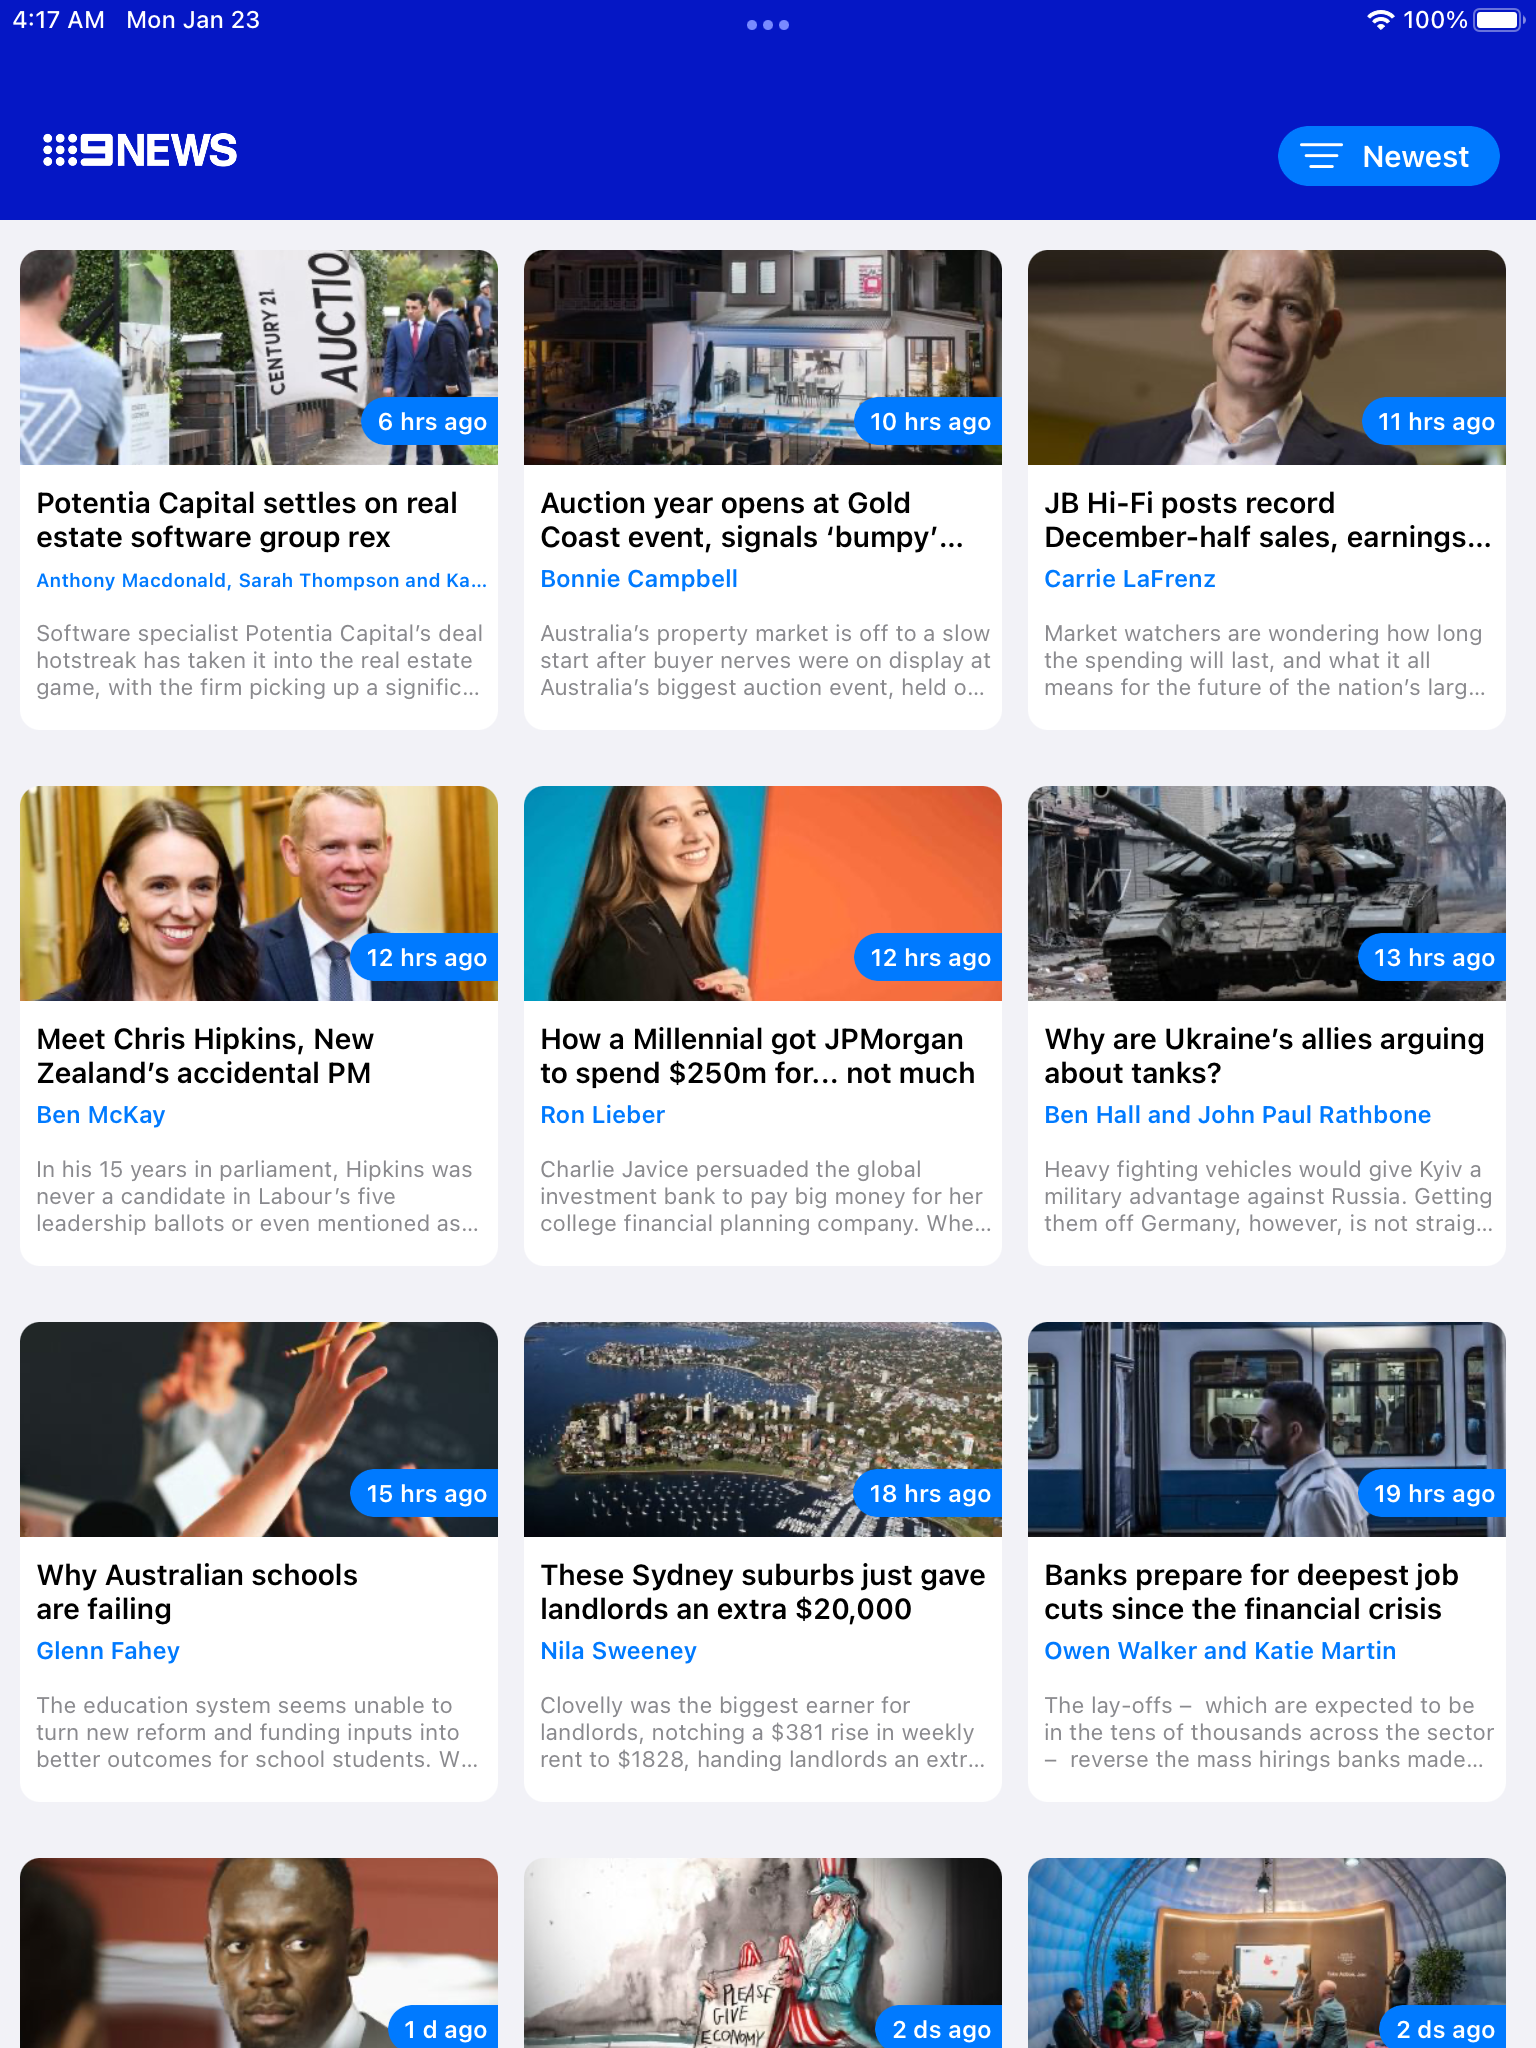 4:17 AM Mon Jan 23
100%
9NEWS
Newest
CENTURY 21.
AUCTIO
6 hrs ago
10 hrs ago
11 hrs ago
Potentia Capital settles on real
estate software group rex
Anthony Macdonald, Sarah Thompson and Ka...
Software specialist Potentia Capital’s deal
hotstreak has taken it into the real estate
game, with the firm picking up a signific...
Auction year opens at Gold
Coast event, signals ‘bumpy’...
Bonnie Campbell
Australia’s property market is off to a slow
start after buyer nerves were on display at
Australia’s biggest auction event, held o...
JB Hi-Fi posts record
December-half sales, earnings...
Carrie LaFrenz
Market watchers are wondering how long
the spending will last, and what it all
means for the future of the nation’s larg...
12 hrs ago
12 hrs ago
13 hrs ago
Meet Chris Hipkins, New
Zealand’s accidental PM
Ben McKay
In his 15 years in parliament, Hipkins was
never a candidate in Labour’s five
leadership ballots or even mentioned as...
How a Millennial got JPMorgan
to spend $250m for... not much
Ron Lieber
Charlie Javice persuaded the global
investment bank to pay big money for her
college financial planning company. Whe...
Why are Ukraine’s allies arguing
about tanks?
Ben Hall and John Paul Rathbone
Heavy fighting vehicles would give Kyiv a
military advantage against Russia. Getting
them off Germany, however, is not straig...
15 hrs ago
18 hrs ago
19 hrs ago
Why Australian schools
are failing
Glenn Fahey
The education system seems unable to
turn new reform and funding inputs into
better outcomes for school students. W...
These Sydney suburbs just gave
landlords an extra $20,000
Nila Sweeney
Clovelly was the biggest earner for
landlords, notching a $381 rise in weekly
rent to $1828, handing landlords an extr...
Banks prepare for deepest job
cuts since the financial crisis
Owen Walker and Katie Martin
The lay-offs – which are expected to be
in the tens of thousands across the sector
– reverse the mass hirings banks made...
PLEASE
GIVE
ECONOMY
1 d ago
2 ds ago
2 ds ago